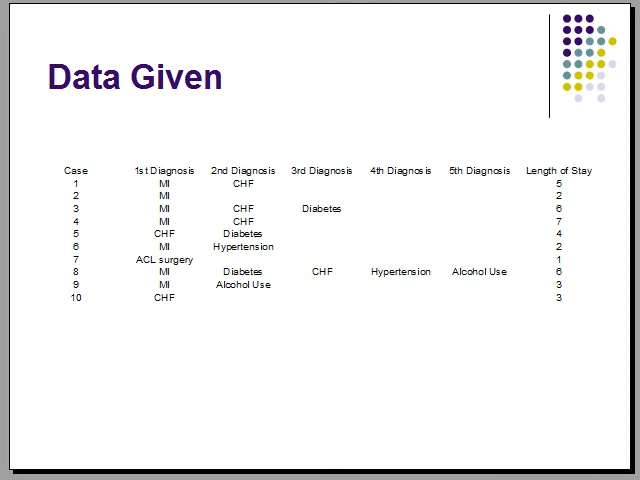 Data Given
Case 1st Diagnosis 2nd Diagnosis 3rd Diagnosis 4th Diagnosis 5th Diagnosis Length of Stay
1 MI CHF 5
2 MI 2
3 MI CHF Diabetes 6
4 MI CHF 7
5 CHF Diabetes 4
6 MI Hypertension 2
7 ACL surgery 1
8 MI Diabetes CHF Hypertension Alcohol Use 6
9 MI Alcohol Use 3
10 CHF 3